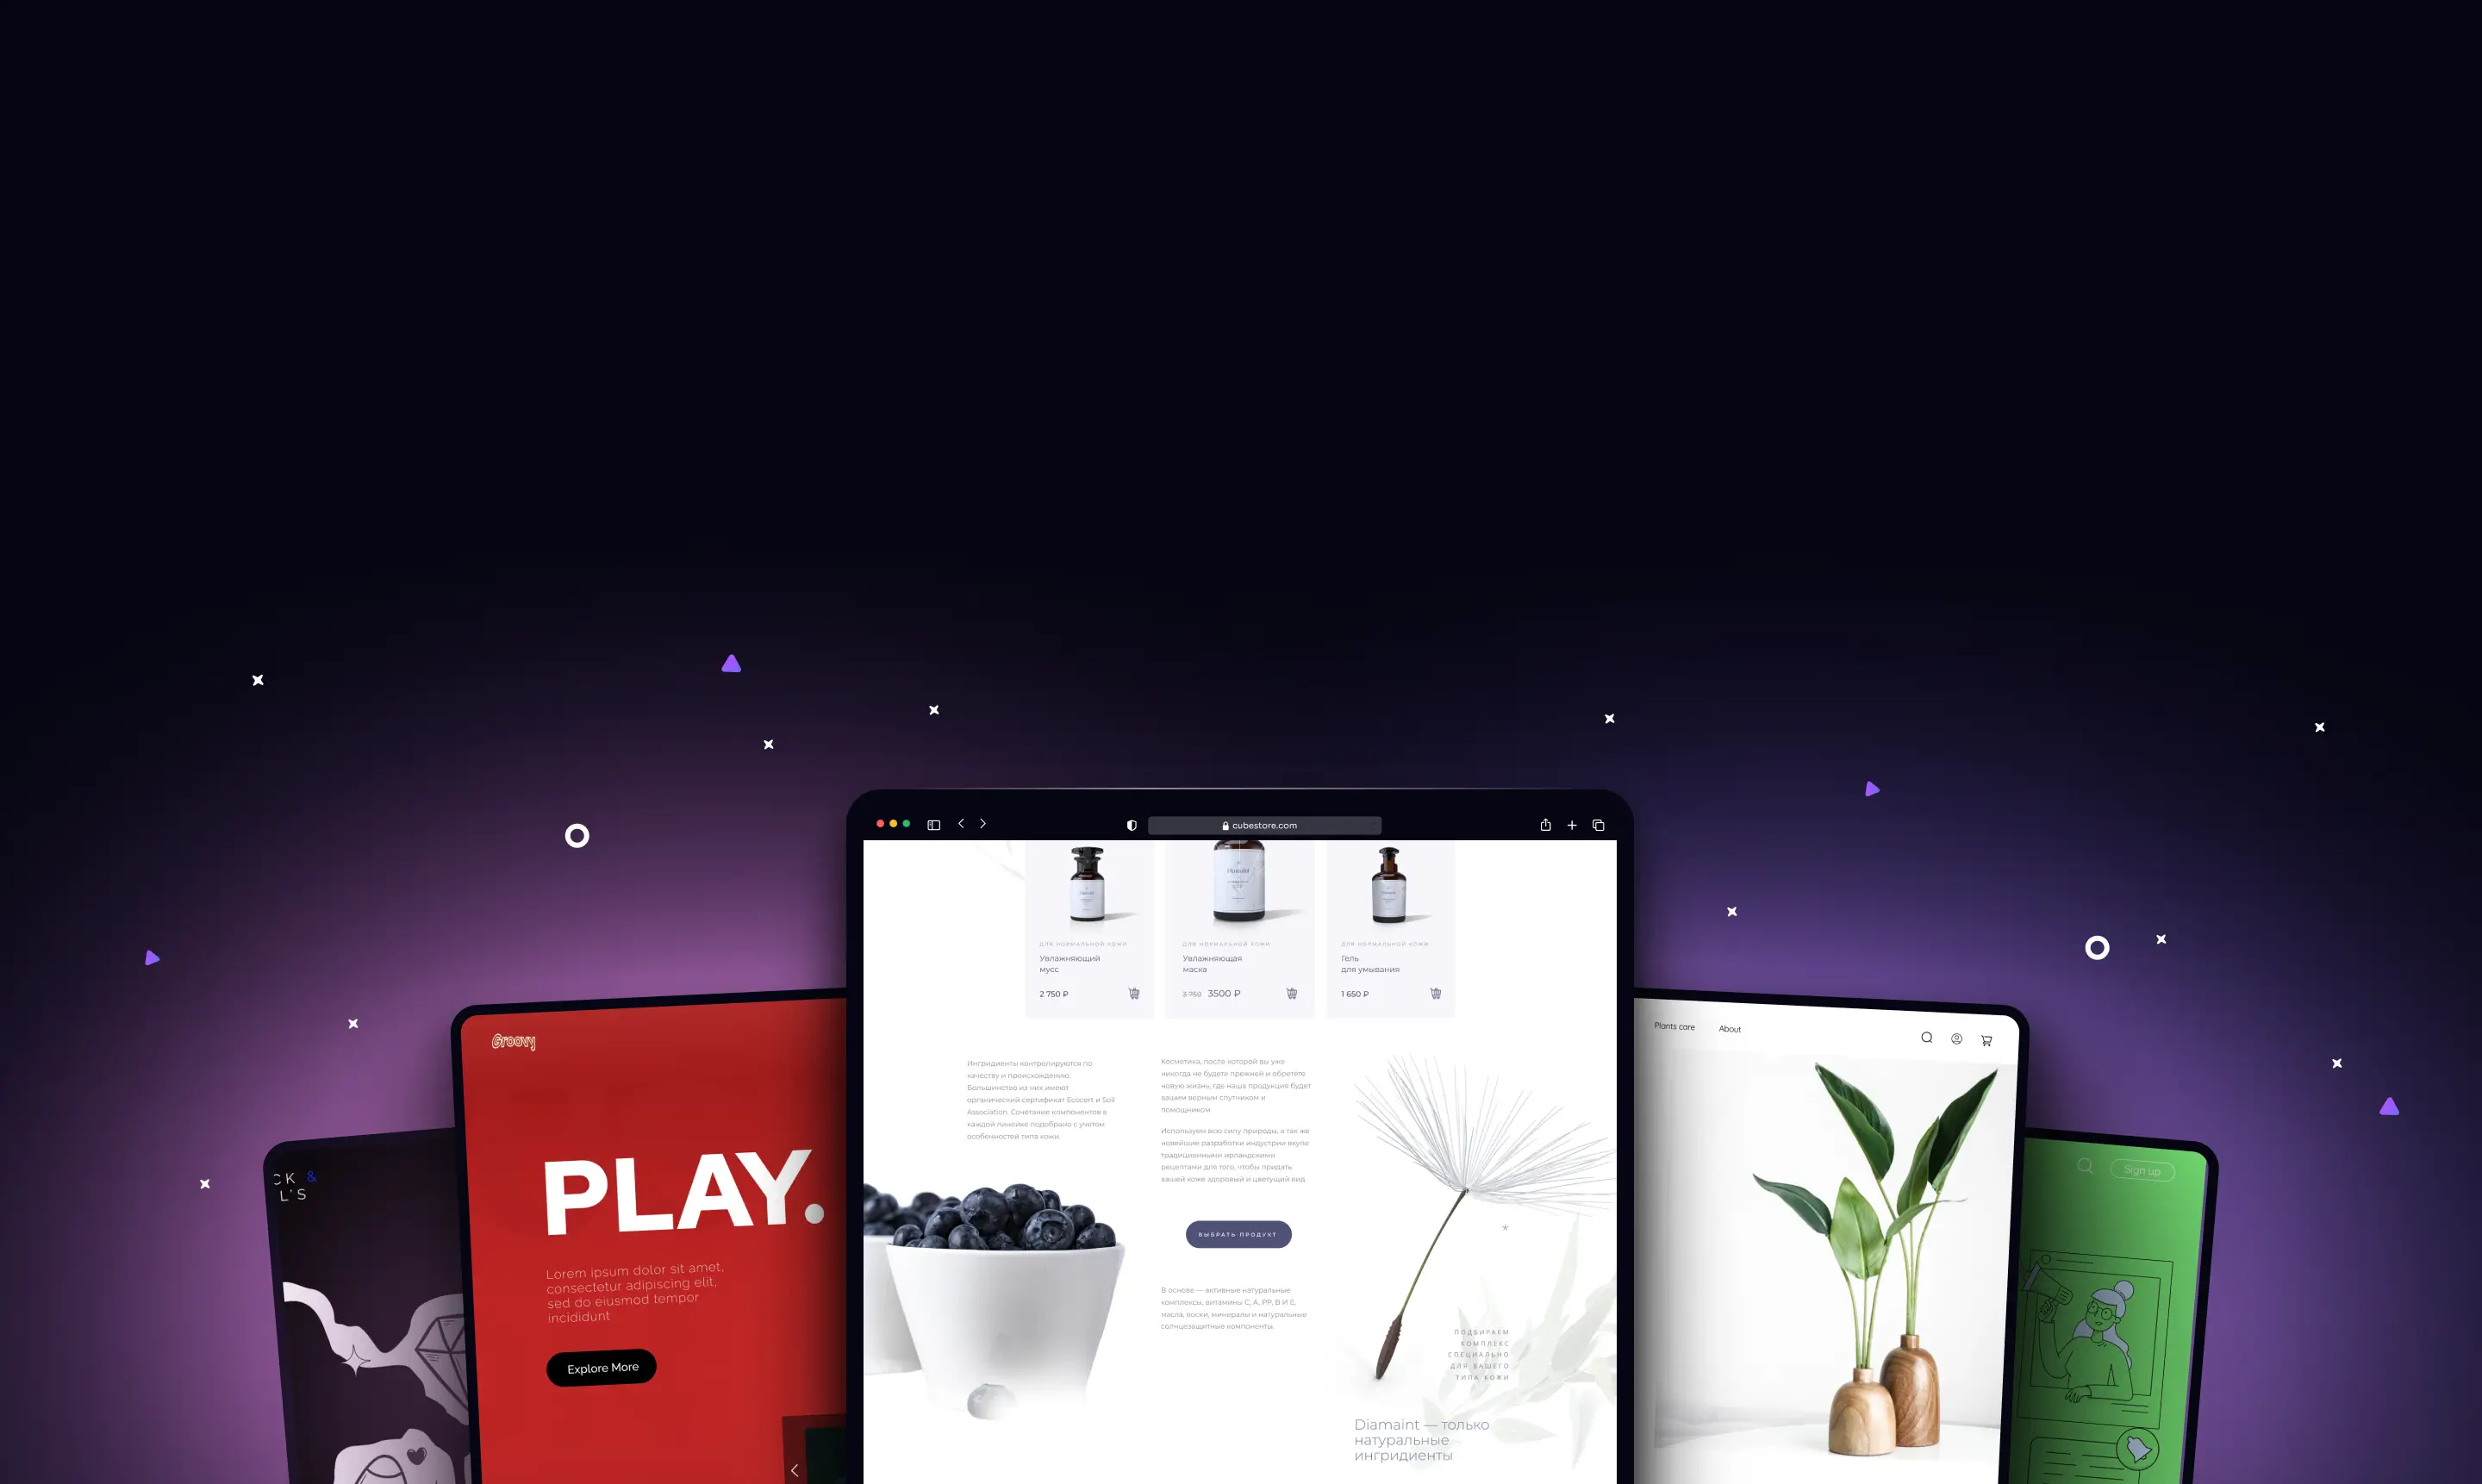 cubestore.com
ДЛЯ НОРМАЛЬНОЙ КОЖИ
Увлажняющий
мусс
2 750 ₽
ДЛЯ НОРМАЛЬНОЙ КОЖИ
Увлажняющая
маска
3 750 3500 ₽
ДЛЯ НОРМАЛЬНОЙ КОЖИ
Гель
для умывания
1 650 ₽
Ингридиенты контролируются по
качеству и происхождению.
Большинство из них имеют
органический сертификат Ecocert и Soil
Association. Сочетание компонентов в
каждой линейке подобрано с учетом
особенностей типа кожи.
Косметика, после которой вы уже
никогда не будете прежней и обретёте
новую жизнь, где наша продукция будет
вашим верным спутником и
помощником
Используем всю силу природы, а так же
новейшие разработки индустрии вкупе
традиционными ирландскими
рецептами для того, чтобы придать
вашей коже здоровый и цветущий вид
ВЫБРАТЬ ПРОДУКТ
В основе — активные натуральные
комплексы, витамины С, А, РР, В И Е,
масла, воски, минералы и натуральные
солнцезащитные компоненты.
*
ПОДБИРАЕМ
КОМПЛЕКС
СПЕЦИАЛЬНО
ДЛЯ ВАШЕГО
ТИПА КОЖИ
Diamaint — только
натуральные
ингридиенты
Groovy
PLAY.
Lorem ipsum dolor sit amet,
consectetur adipiscing elit,
sed do eiusmod tempor
incididunt
Explore More
CK &
L'S
Plants care About
Sign up